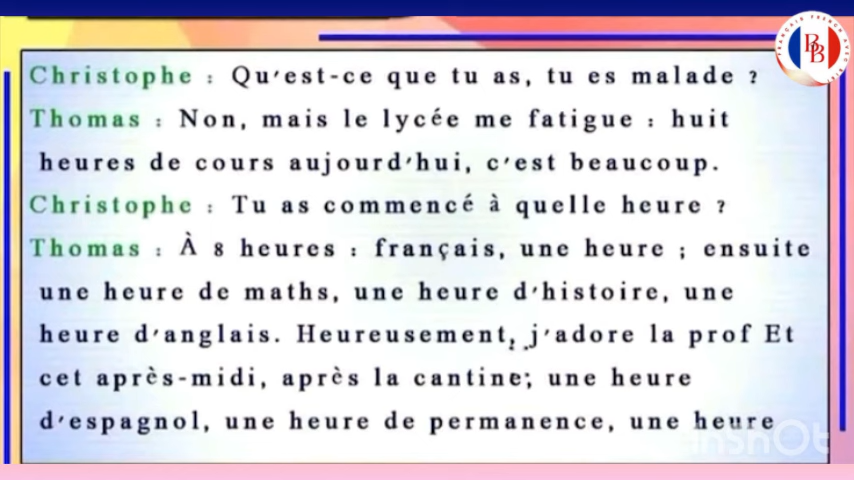 Christophe : Qu'est-ce que tu as, tu es malade ?
Thomas : Non, mais le lycée me fatigue : huit
heures de cours aujourd'hui, c'est beaucoup.
Christophe : Tu as commencé à quelle heure ?
Thomas : À 8 heures : français, une heure ; ensuite
une heure de maths, une heure d'histoire, une
heure d'anglais. Heureusement, j'adore la prof Et
cet après-midi, après la cantine; une heure
d'espagnol, une heure de permanence, une heure